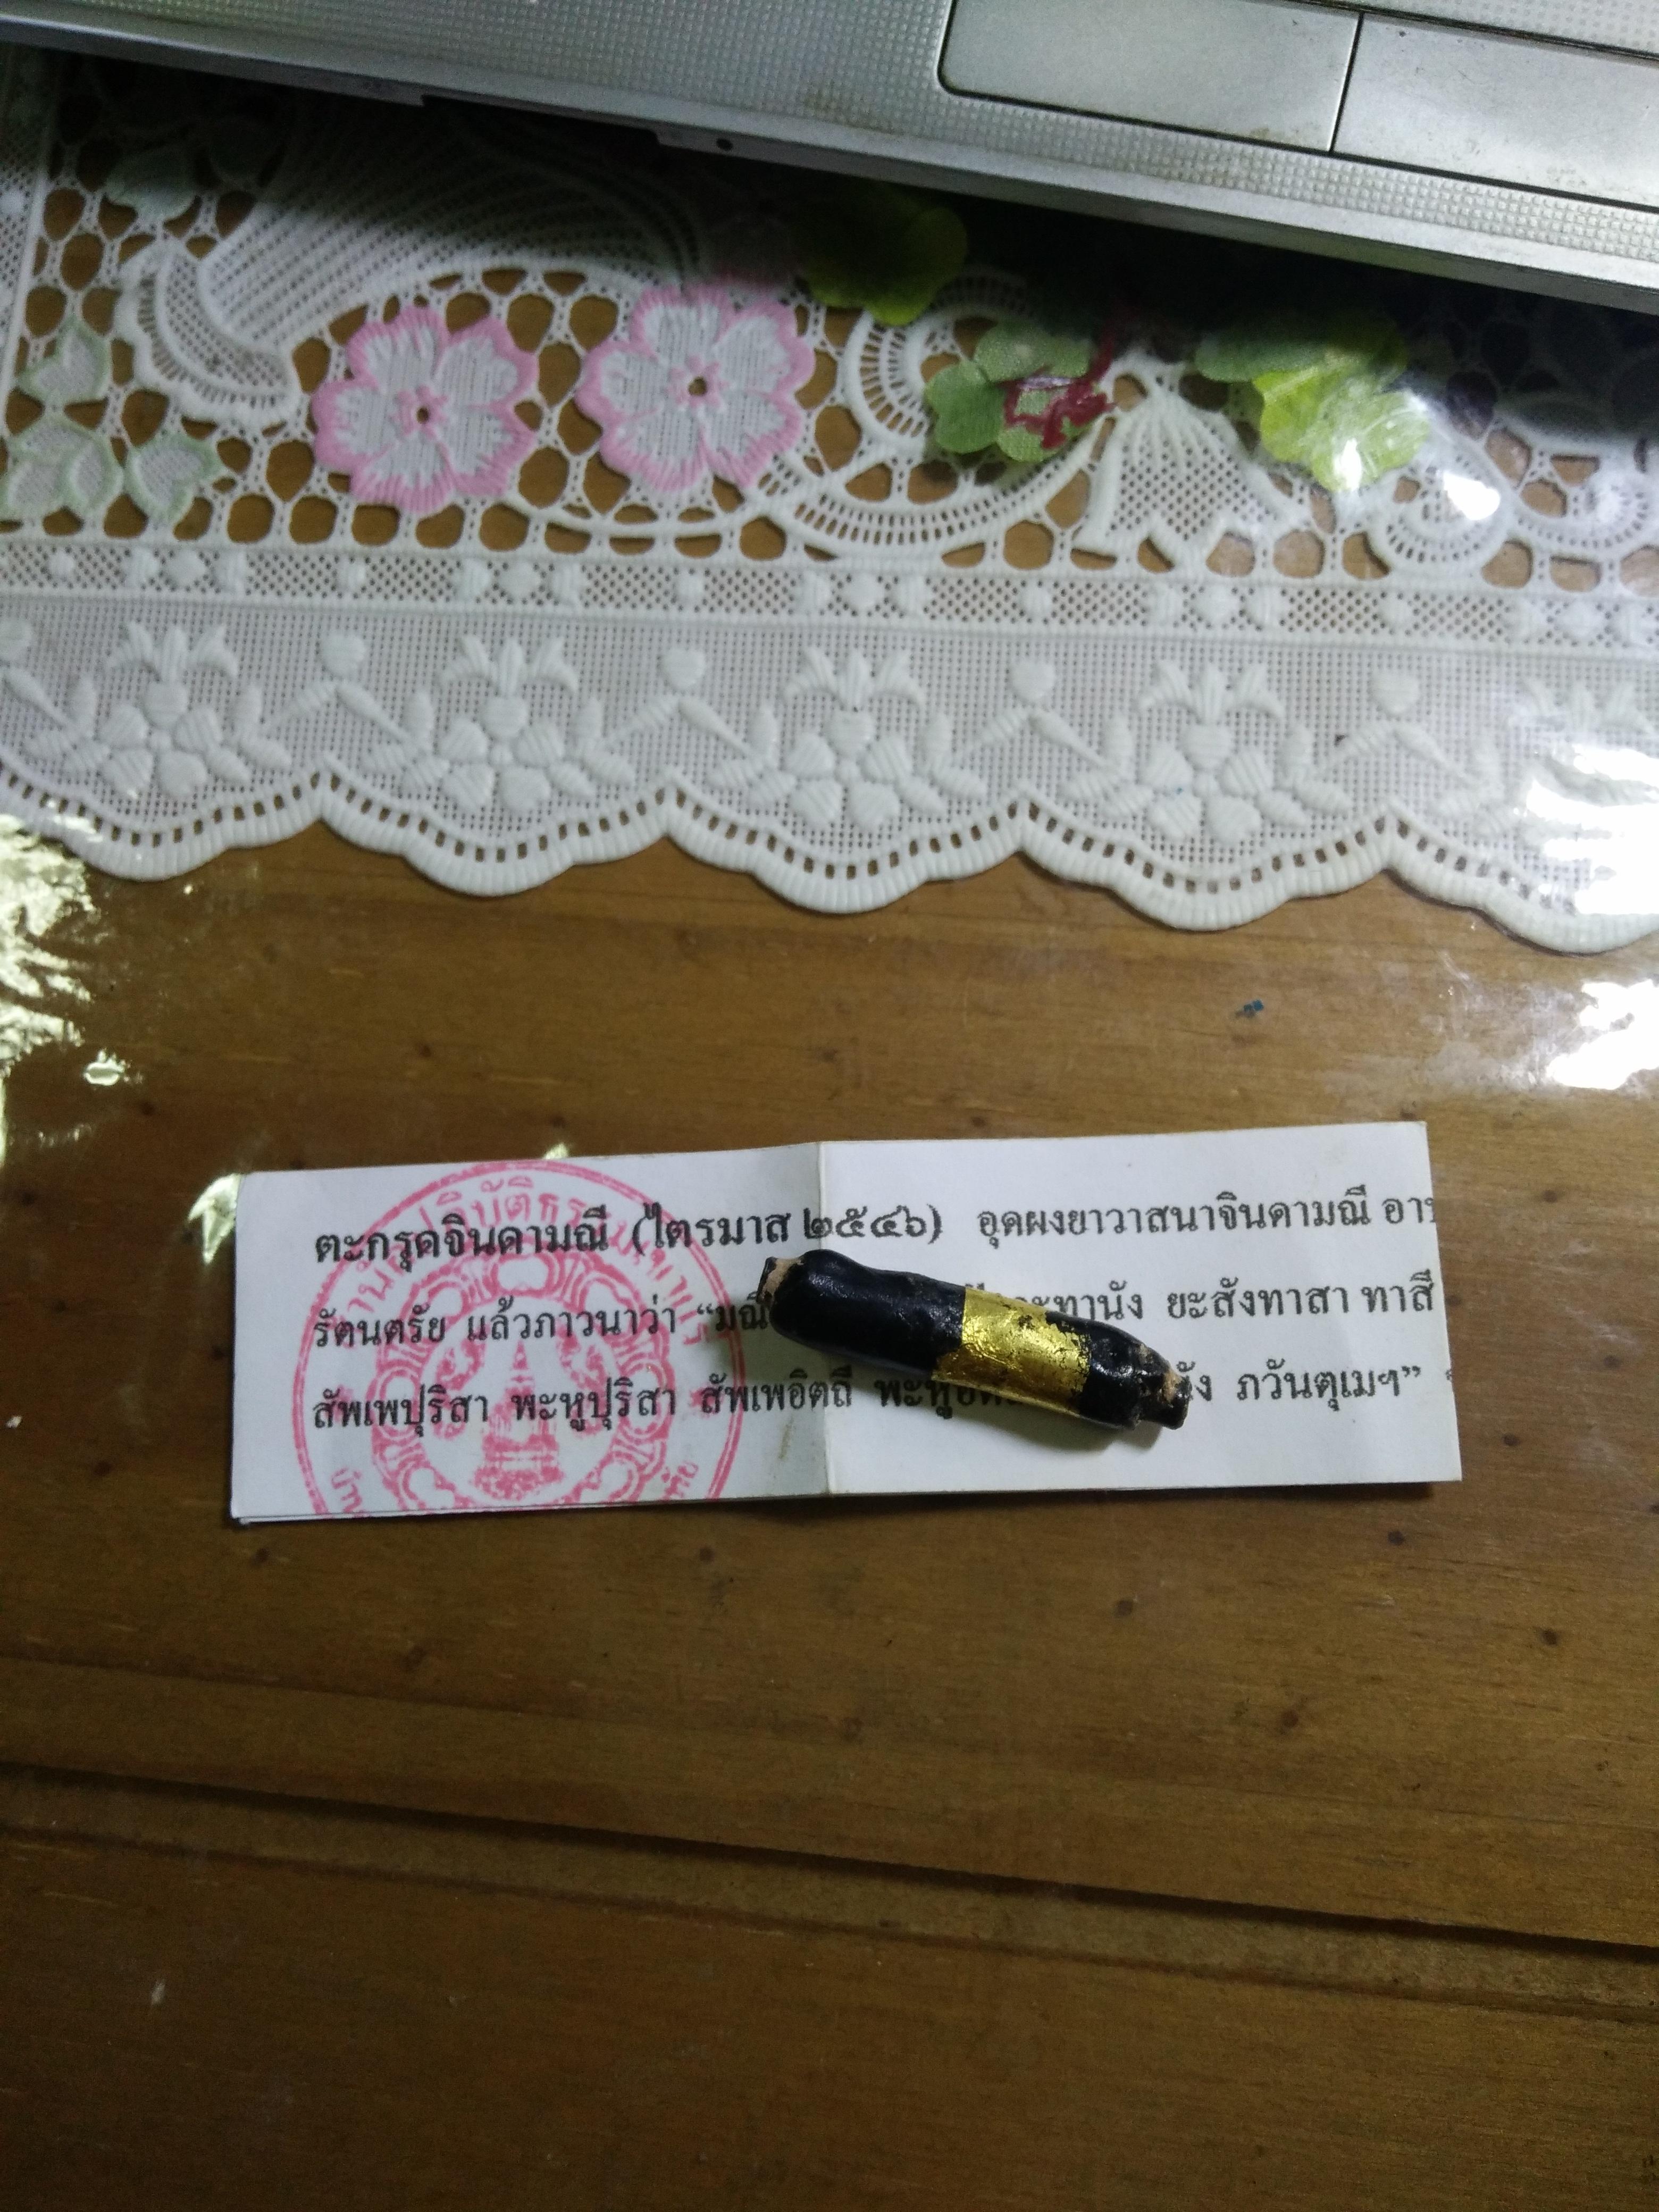 ตะกรุดจินดามณี (ไตรมาส ๒๕๔๖) อุดผงยาวาสนาจินดามณี
รัตนตรัย แล้วภาวนาว่า “มณี ยะสังทาสา ทาสี
สัพเพปุริสา พะหูปุริสา สัพเพอิตถี ภวันตุเมฯ”